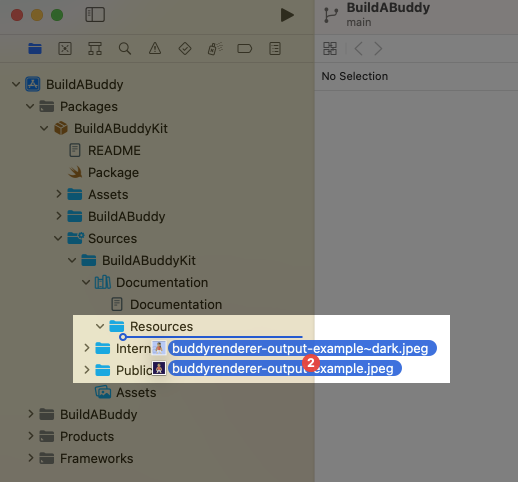 BuildABuddy
main
No Selection
BuildABuddy
Packages
BuildABuddyKit
README
Package
Assets
BuildABuddy
Sources
BuildABuddyKit
Documentation
Documentation
Resources
Intern
buddyrenderer-output-example~dark.jpeg
Public
buddyrenderer-output-example.jpeg
2
Assets
BuildABuddy
Products
Frameworks